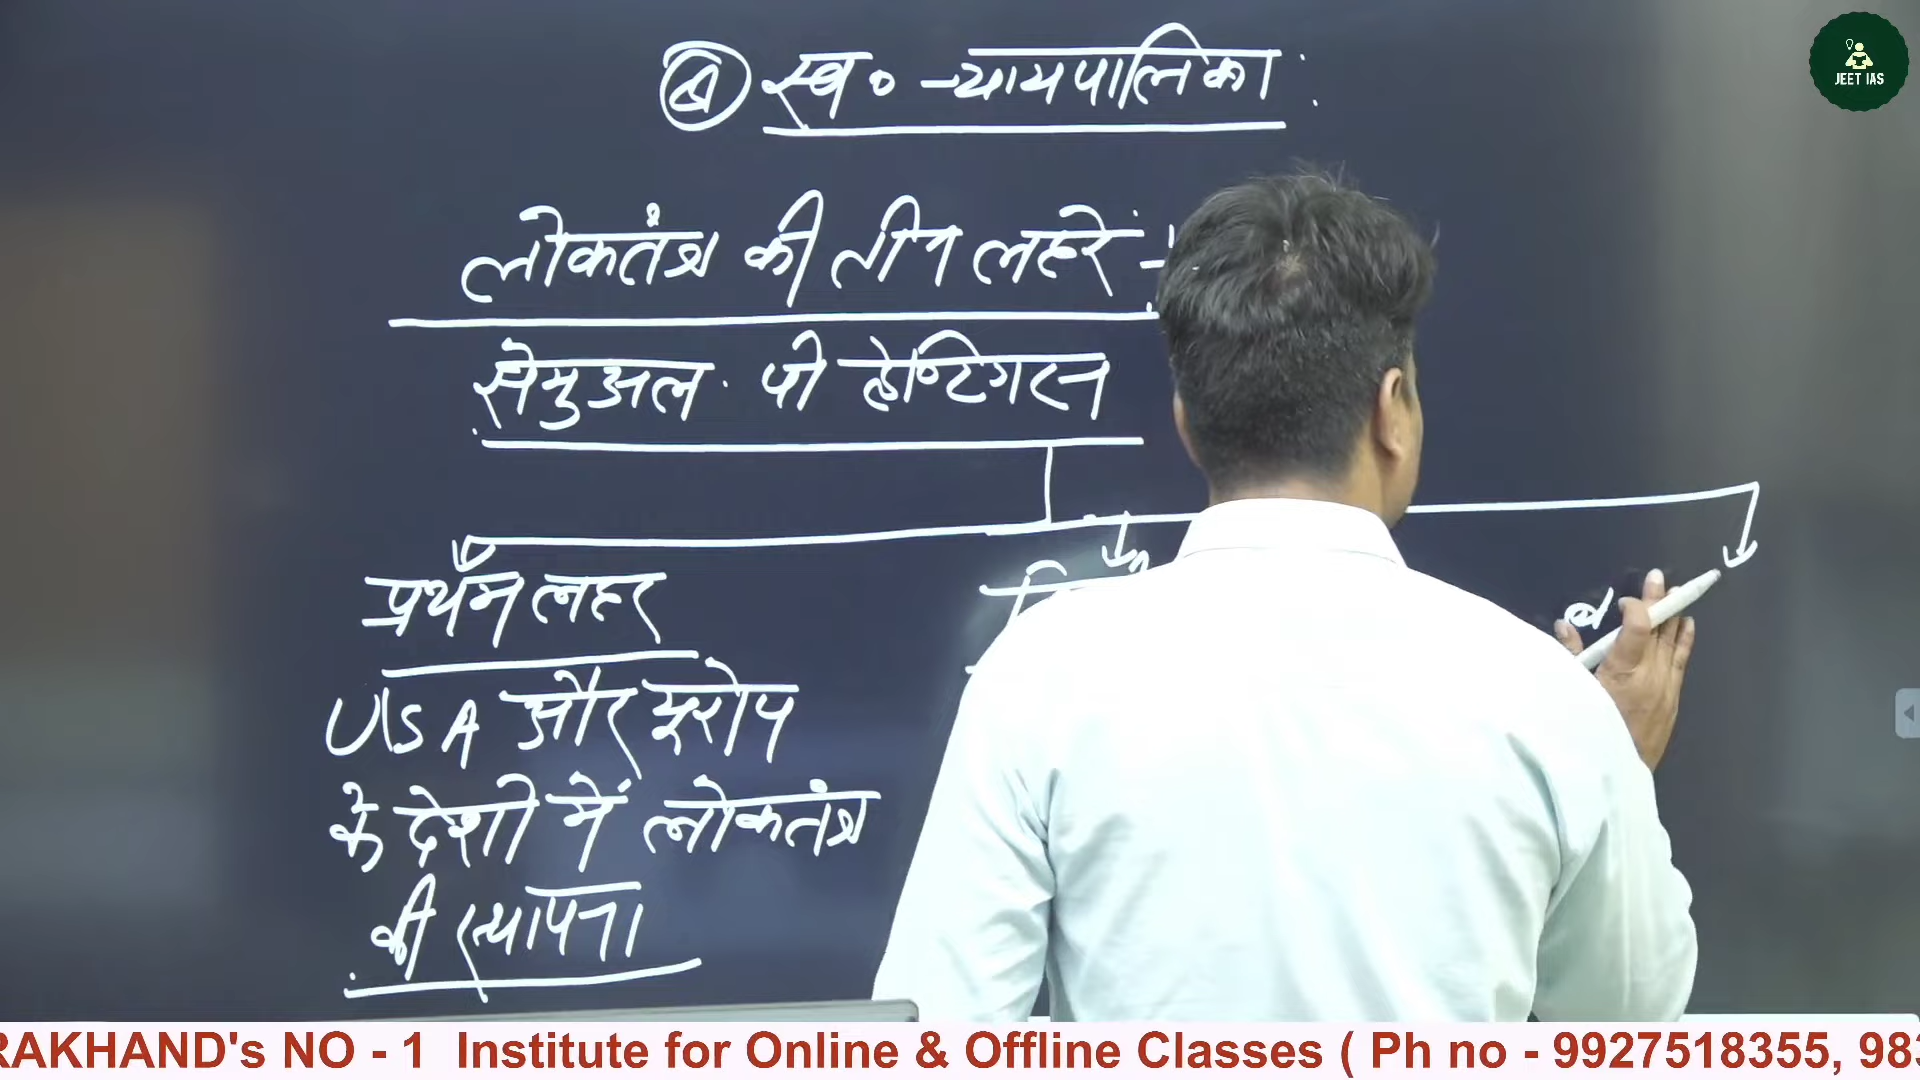 JEET IAS
ब स्व० न्यायपालिका :
लोकतंत्र की तीन लहरे :-
सेमुअल पी हेन्टिगटन
प्रथम लहर
USA और यूरोप
के देशो में लोकतंत्र
की स्थापना
RAKHAND's NO - 1 Institute for Online & Offline Classes ( Ph no - 9927518355, 983